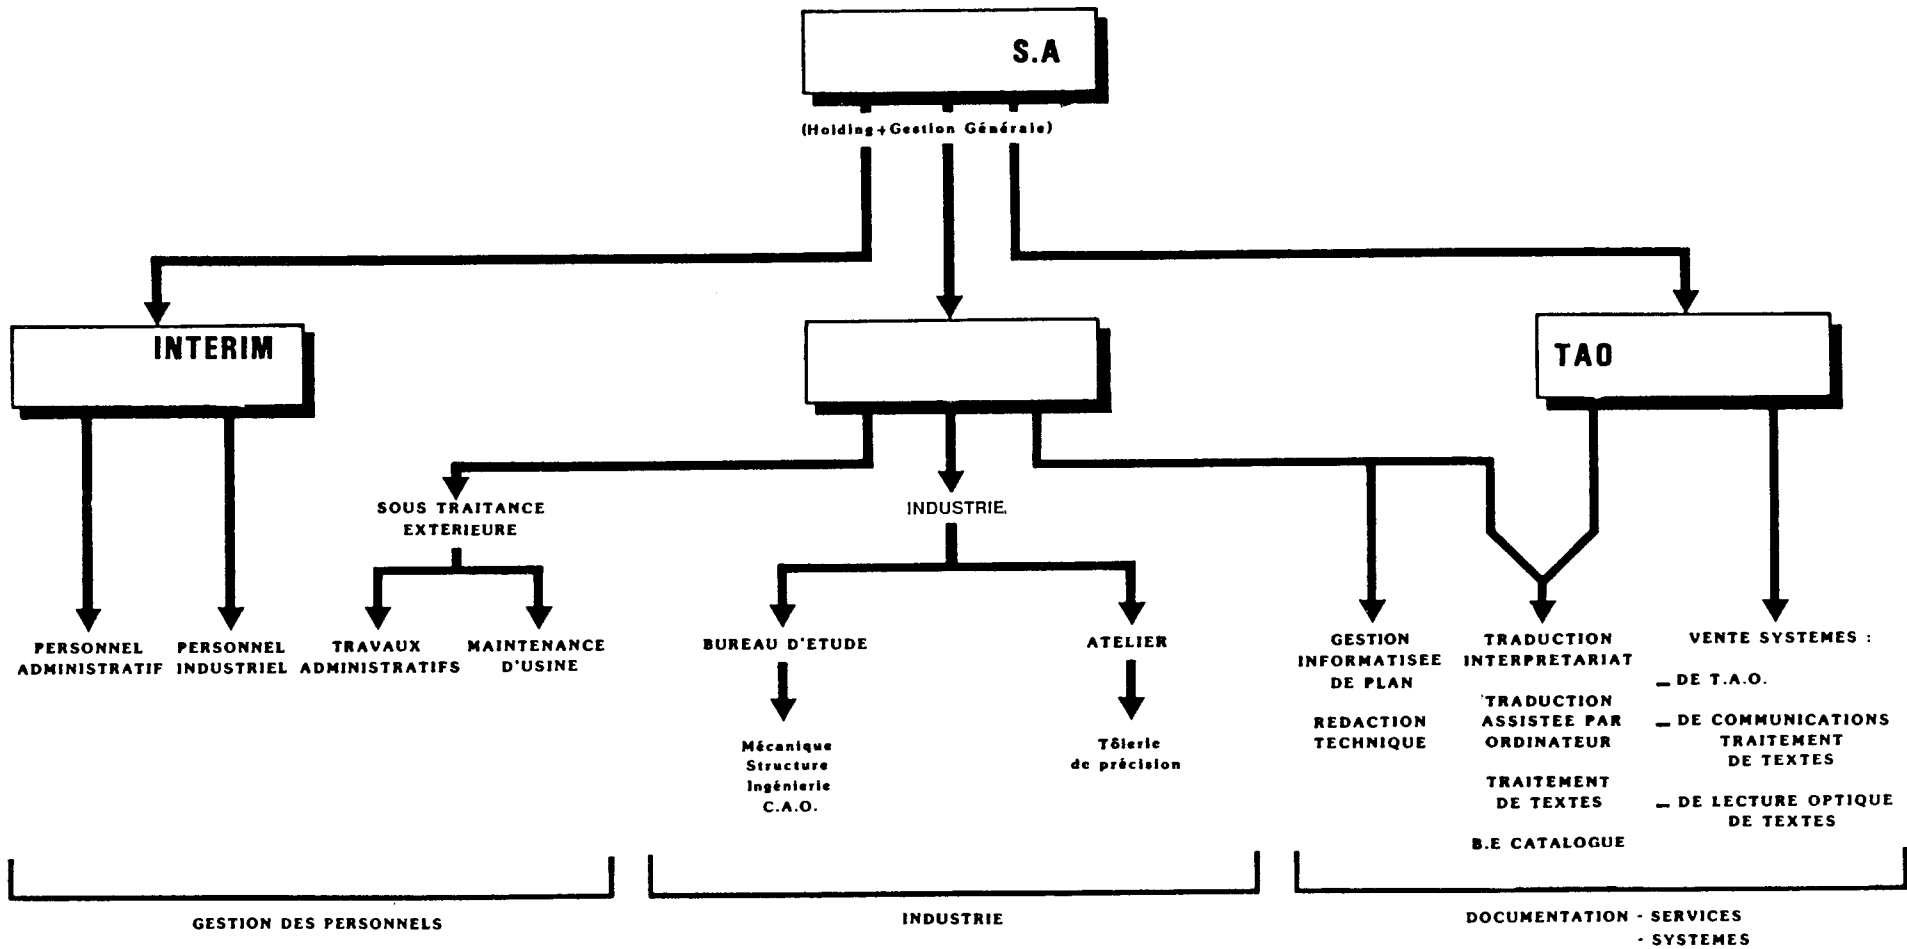 S.A
(Holding+Gestion Générale)
INTERIM
TAO
SOUS TRAITANCE
EXTERIEURE
INDUSTRIE.
PERSONNEL
ADMINISTRATIF
PERSONNEL
INDUSTRIEL
TRAVAUX
ADMINISTRATIFS
MAINTENANCE
D'USINE
BUREAU D'ETUDE
Mécanique
Structure
Ingénierie
C.A.O.
ATELIER
Tôlerie
de précision
GESTION
INFORMATISEE
DE PLAN
REDACTION
TECHNIQUE
TRADUCTION
INTERPRETARIAT
TRADUCTION
ASSISTEE PAR
ORDINATEUR
TRAITEMENT
DE TEXTES
B.E CATALOGUE
VENTE SYSTEMES :
_ DE T.A.O.
_ DE COMMUNICATIONS
TRAITEMENT
DE TEXTES
_ DE LECTURE OPTIQUE
DE TEXTES
GESTION DES PERSONNELS
INDUSTRIE
DOCUMENTATION - SERVICES
- SYSTEMES